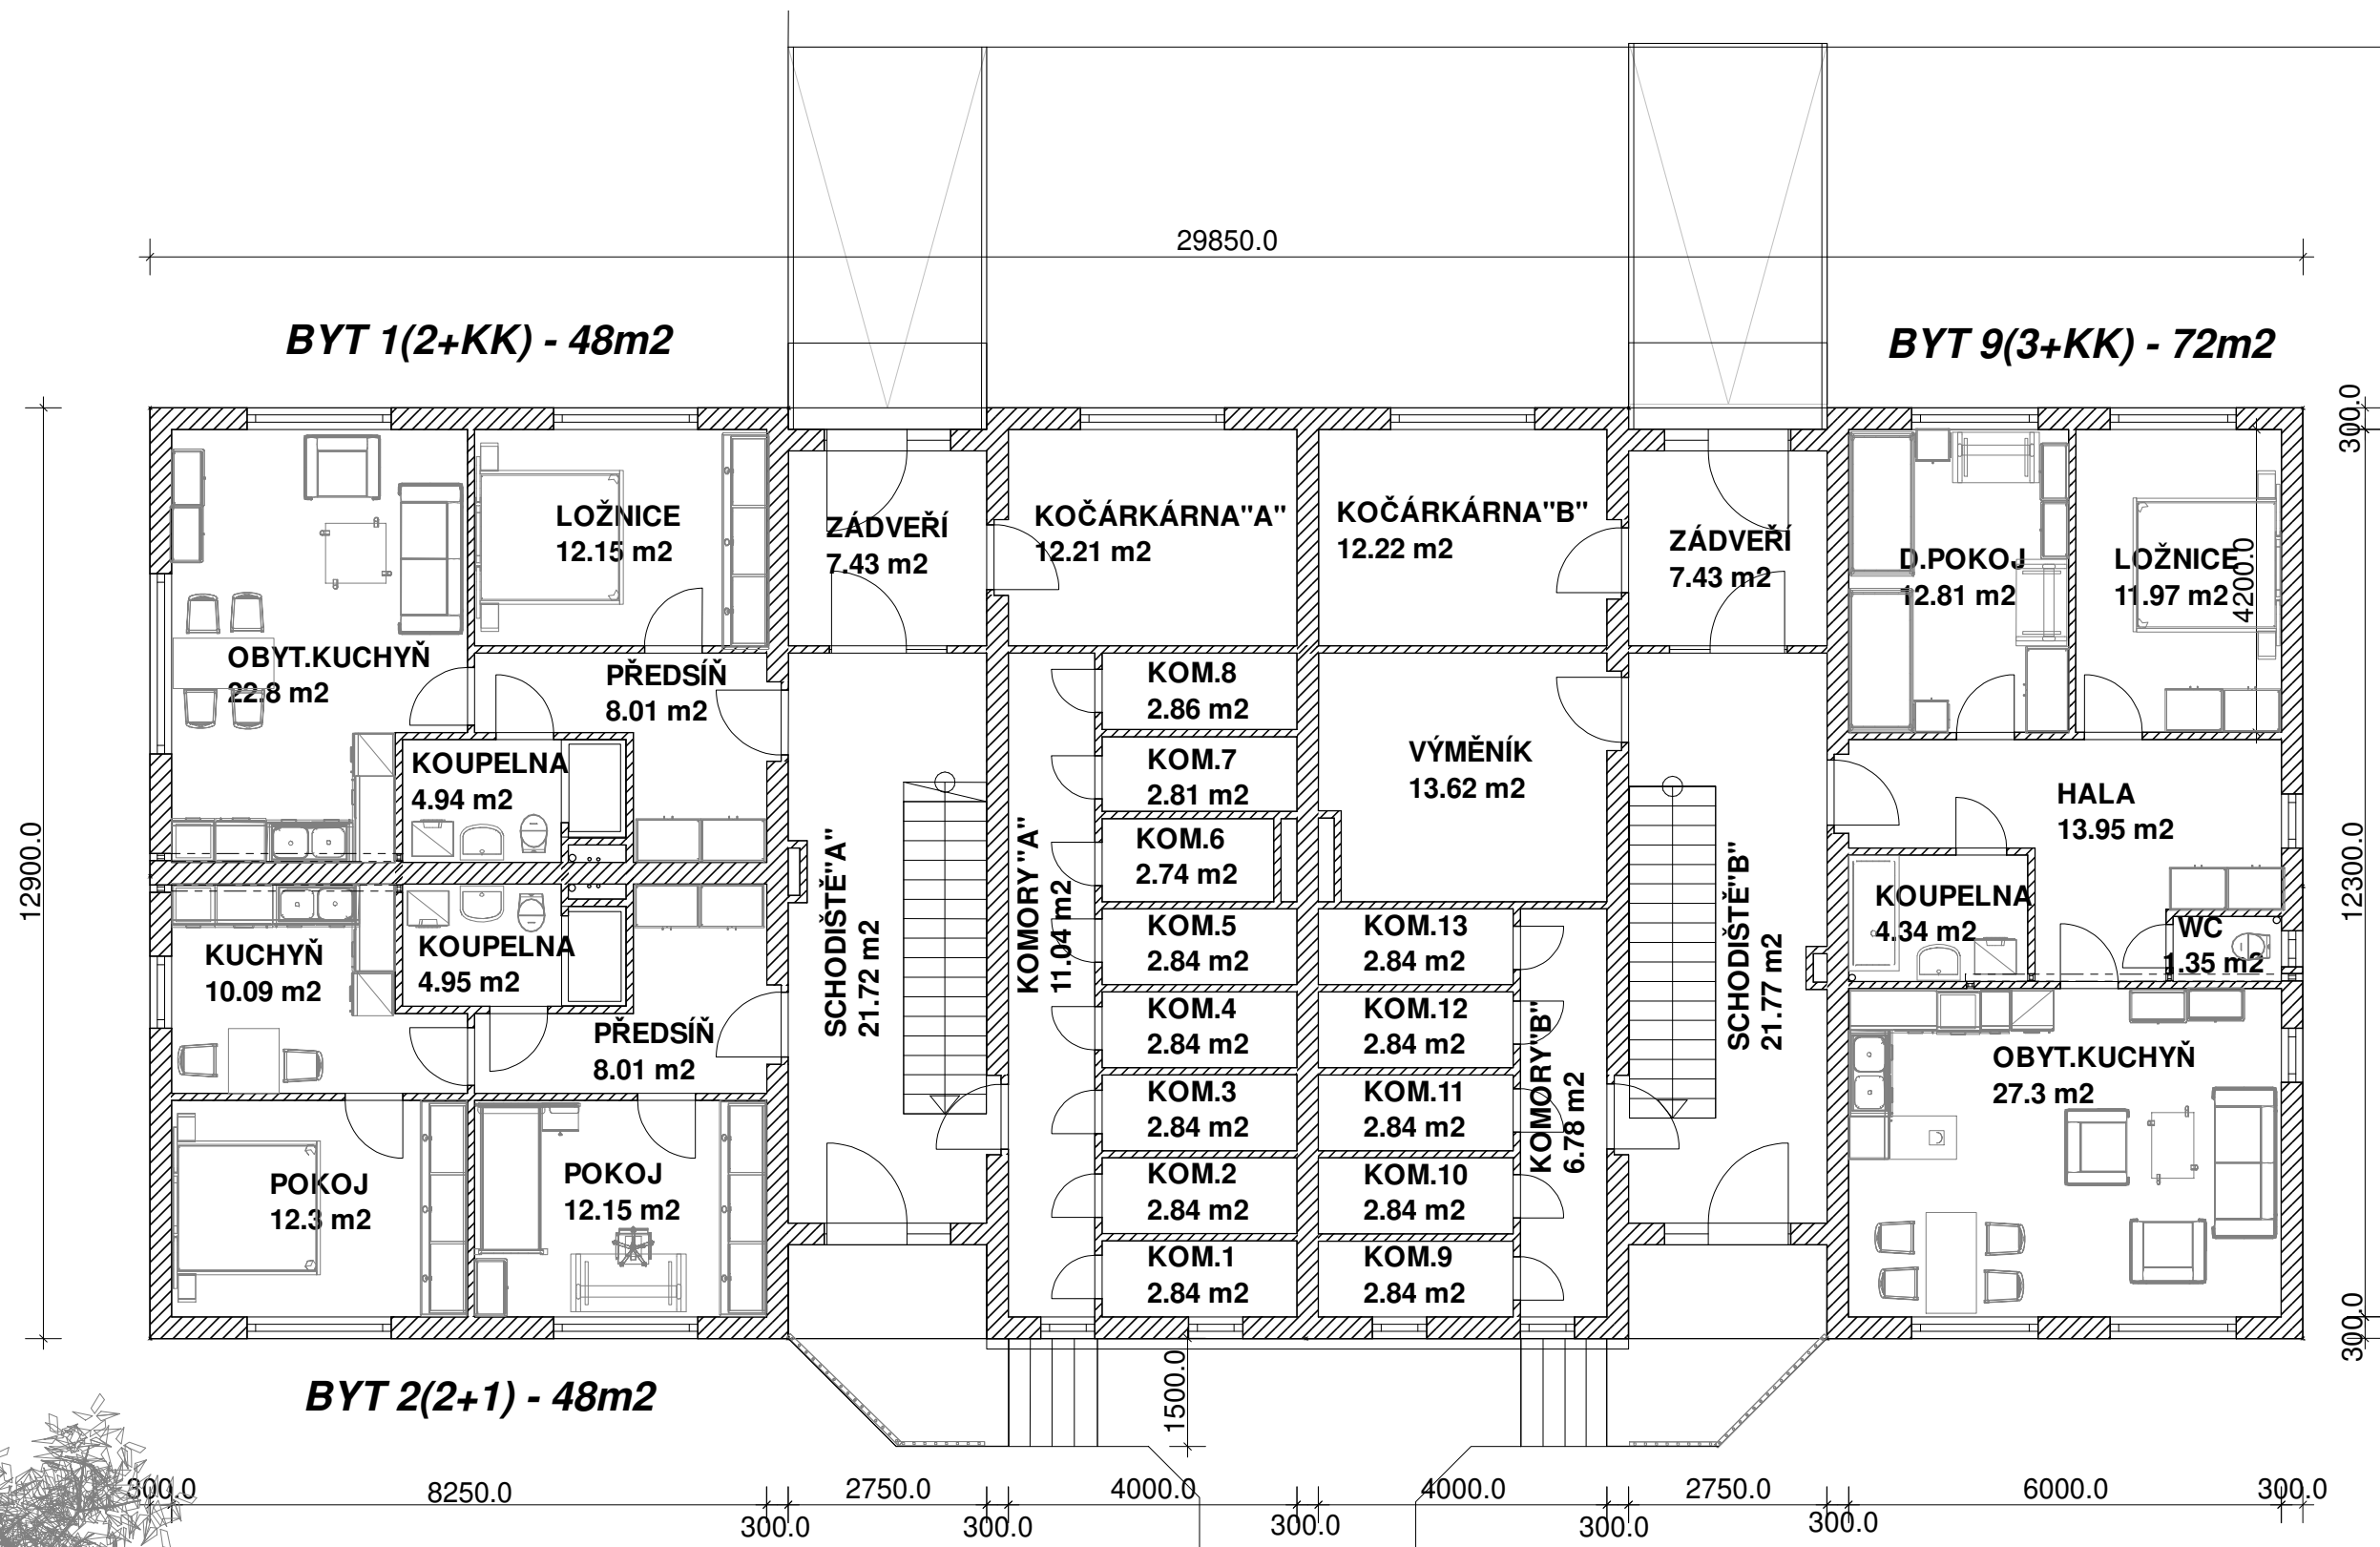 29850.0
BYT 1(2+KK) - 48m2
BYT 9(3+KK) - 72m2
300.0
12900.0
12300.0
300.0
4200.0
OBYT.KUCHYŇ
22.8 m2
LOŽNICE
12.15 m2
PŘEDSÍŇ
8.01 m2
KOUPELNA
4.94 m2
KUCHYŇ
10.09 m2
KOUPELNA
4.95 m2
PŘEDSÍŇ
8.01 m2
POKOJ
12.3 m2
POKOJ
12.15 m2
ZÁDVEŘÍ
7.43 m2
SCHODIŠTĚ"A"
21.72 m2
KOČÁRKÁRNA"A"
12.21 m2
KOČÁRKÁRNA"B"
12.22 m2
KOMORY "A"
11.04 m2
KOM.8
2.86 m2
KOM.7
2.81 m2
KOM.6
2.74 m2
KOM.5
2.84 m2
KOM.4
2.84 m2
KOM.3
2.84 m2
KOM.2
2.84 m2
KOM.1
2.84 m2
VÝMĚNÍK
13.62 m2
KOM.13
2.84 m2
KOM.12
2.84 m2
KOM.11
2.84 m2
KOM.10
2.84 m2
KOM.9
2.84 m2
KOMORY"B"
6.78 m2
ZÁDVEŘÍ
7.43 m2
SCHODIŠTĚ"B"
21.77 m2
D.POKOJ
12.81 m2
LOŽNICE
11.97 m2
HALA
13.95 m2
KOUPELNA
4.34 m2
WC
1.35 m2
OBYT.KUCHYŇ
27.3 m2
BYT 2(2+1) - 48m2
1500.0
300.0
8250.0
300.0
2750.0
300.0
4000.0
300.0
4000.0
300.0
2750.0
300.0
6000.0
300.0